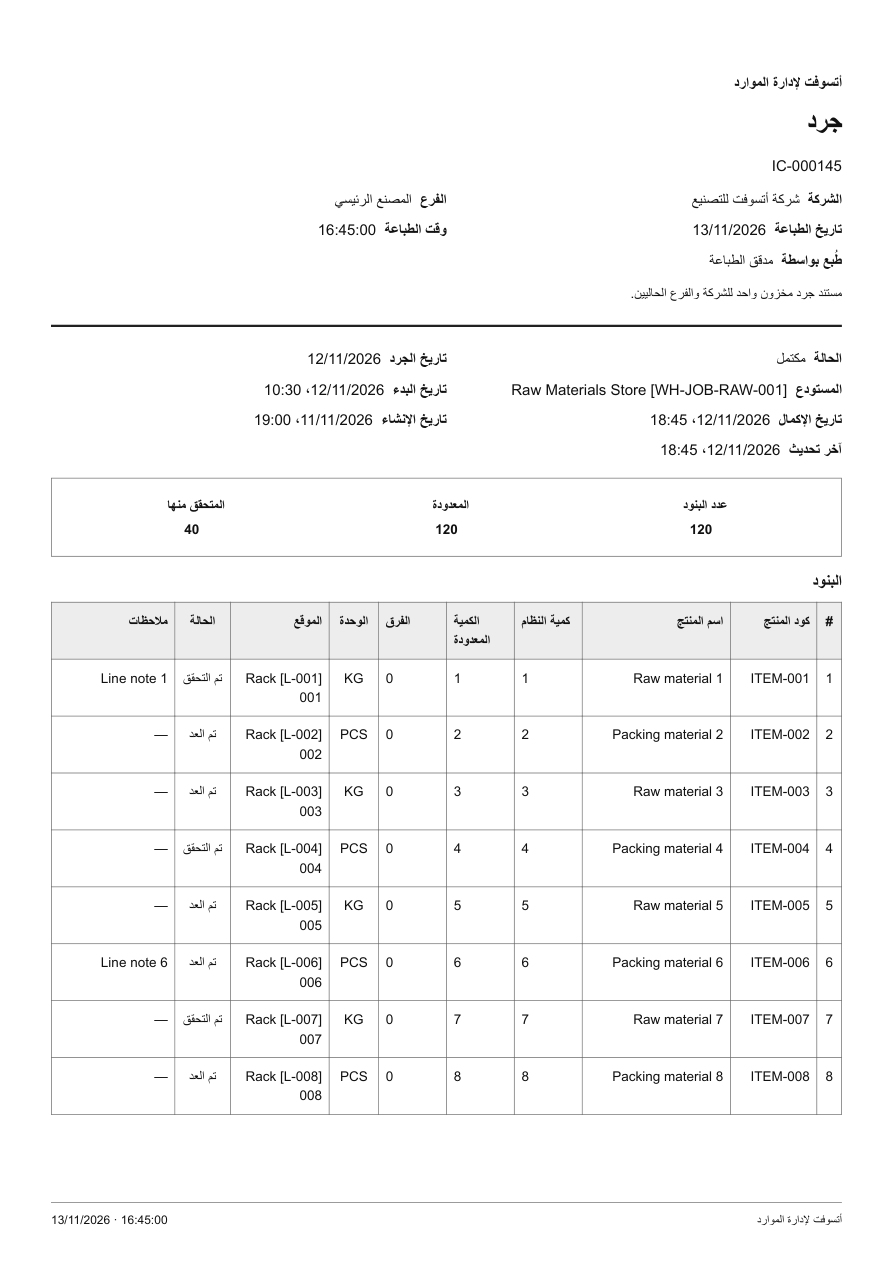 أتسوفت لإدارة الموارد
جرد
IC-000145
الشركة شركة أتسوفت للتصنيع الفرع المصنع الرئيسي
تاريخ الطباعة 13/11/2026 وقت الطباعة 16:45:00
طُبع بواسطة مدقق الطباعة
مستند جرد مخزون واحد للشركة والفرع الحاليين.
الحالة مكتمل تاريخ الجرد 12/11/2026
المستودع Raw Materials Store [WH-JOB-RAW-001] تاريخ البدء 12/11/2026، 10:30
تاريخ الإكمال 12/11/2026، 18:45 تاريخ الإنشاء 11/11/2026، 19:00
آخر تحديث 12/11/2026، 18:45
عدد البنود المعدودة المتحقق منها
120 120 40
البنود
# كود المنتج اسم المنتج كمية النظام الكمية المعدودة الفرق الوحدة الموقع الحالة ملاحظات
1 ITEM-001 Raw material 1 1 1 0 KG Rack [L-001] تم التحقق Line note 1
001
2 ITEM-002 Packing material 2 2 2 0 PCS Rack [L-002] تم العد —
002
3 ITEM-003 Raw material 3 3 3 0 KG Rack [L-003] تم العد —
003
4 ITEM-004 Packing material 4 4 4 0 PCS Rack [L-004] تم التحقق —
004
5 ITEM-005 Raw material 5 5 5 0 KG Rack [L-005] تم العد —
005
6 ITEM-006 Packing material 6 6 6 0 PCS Rack [L-006] تم العد Line note 6
006
7 ITEM-007 Raw material 7 7 7 0 KG Rack [L-007] تم التحقق —
007
8 ITEM-008 Packing material 8 8 8 0 PCS Rack [L-008] تم العد —
008
أتسوفت لإدارة الموارد 13/11/2026 · 16:45:00